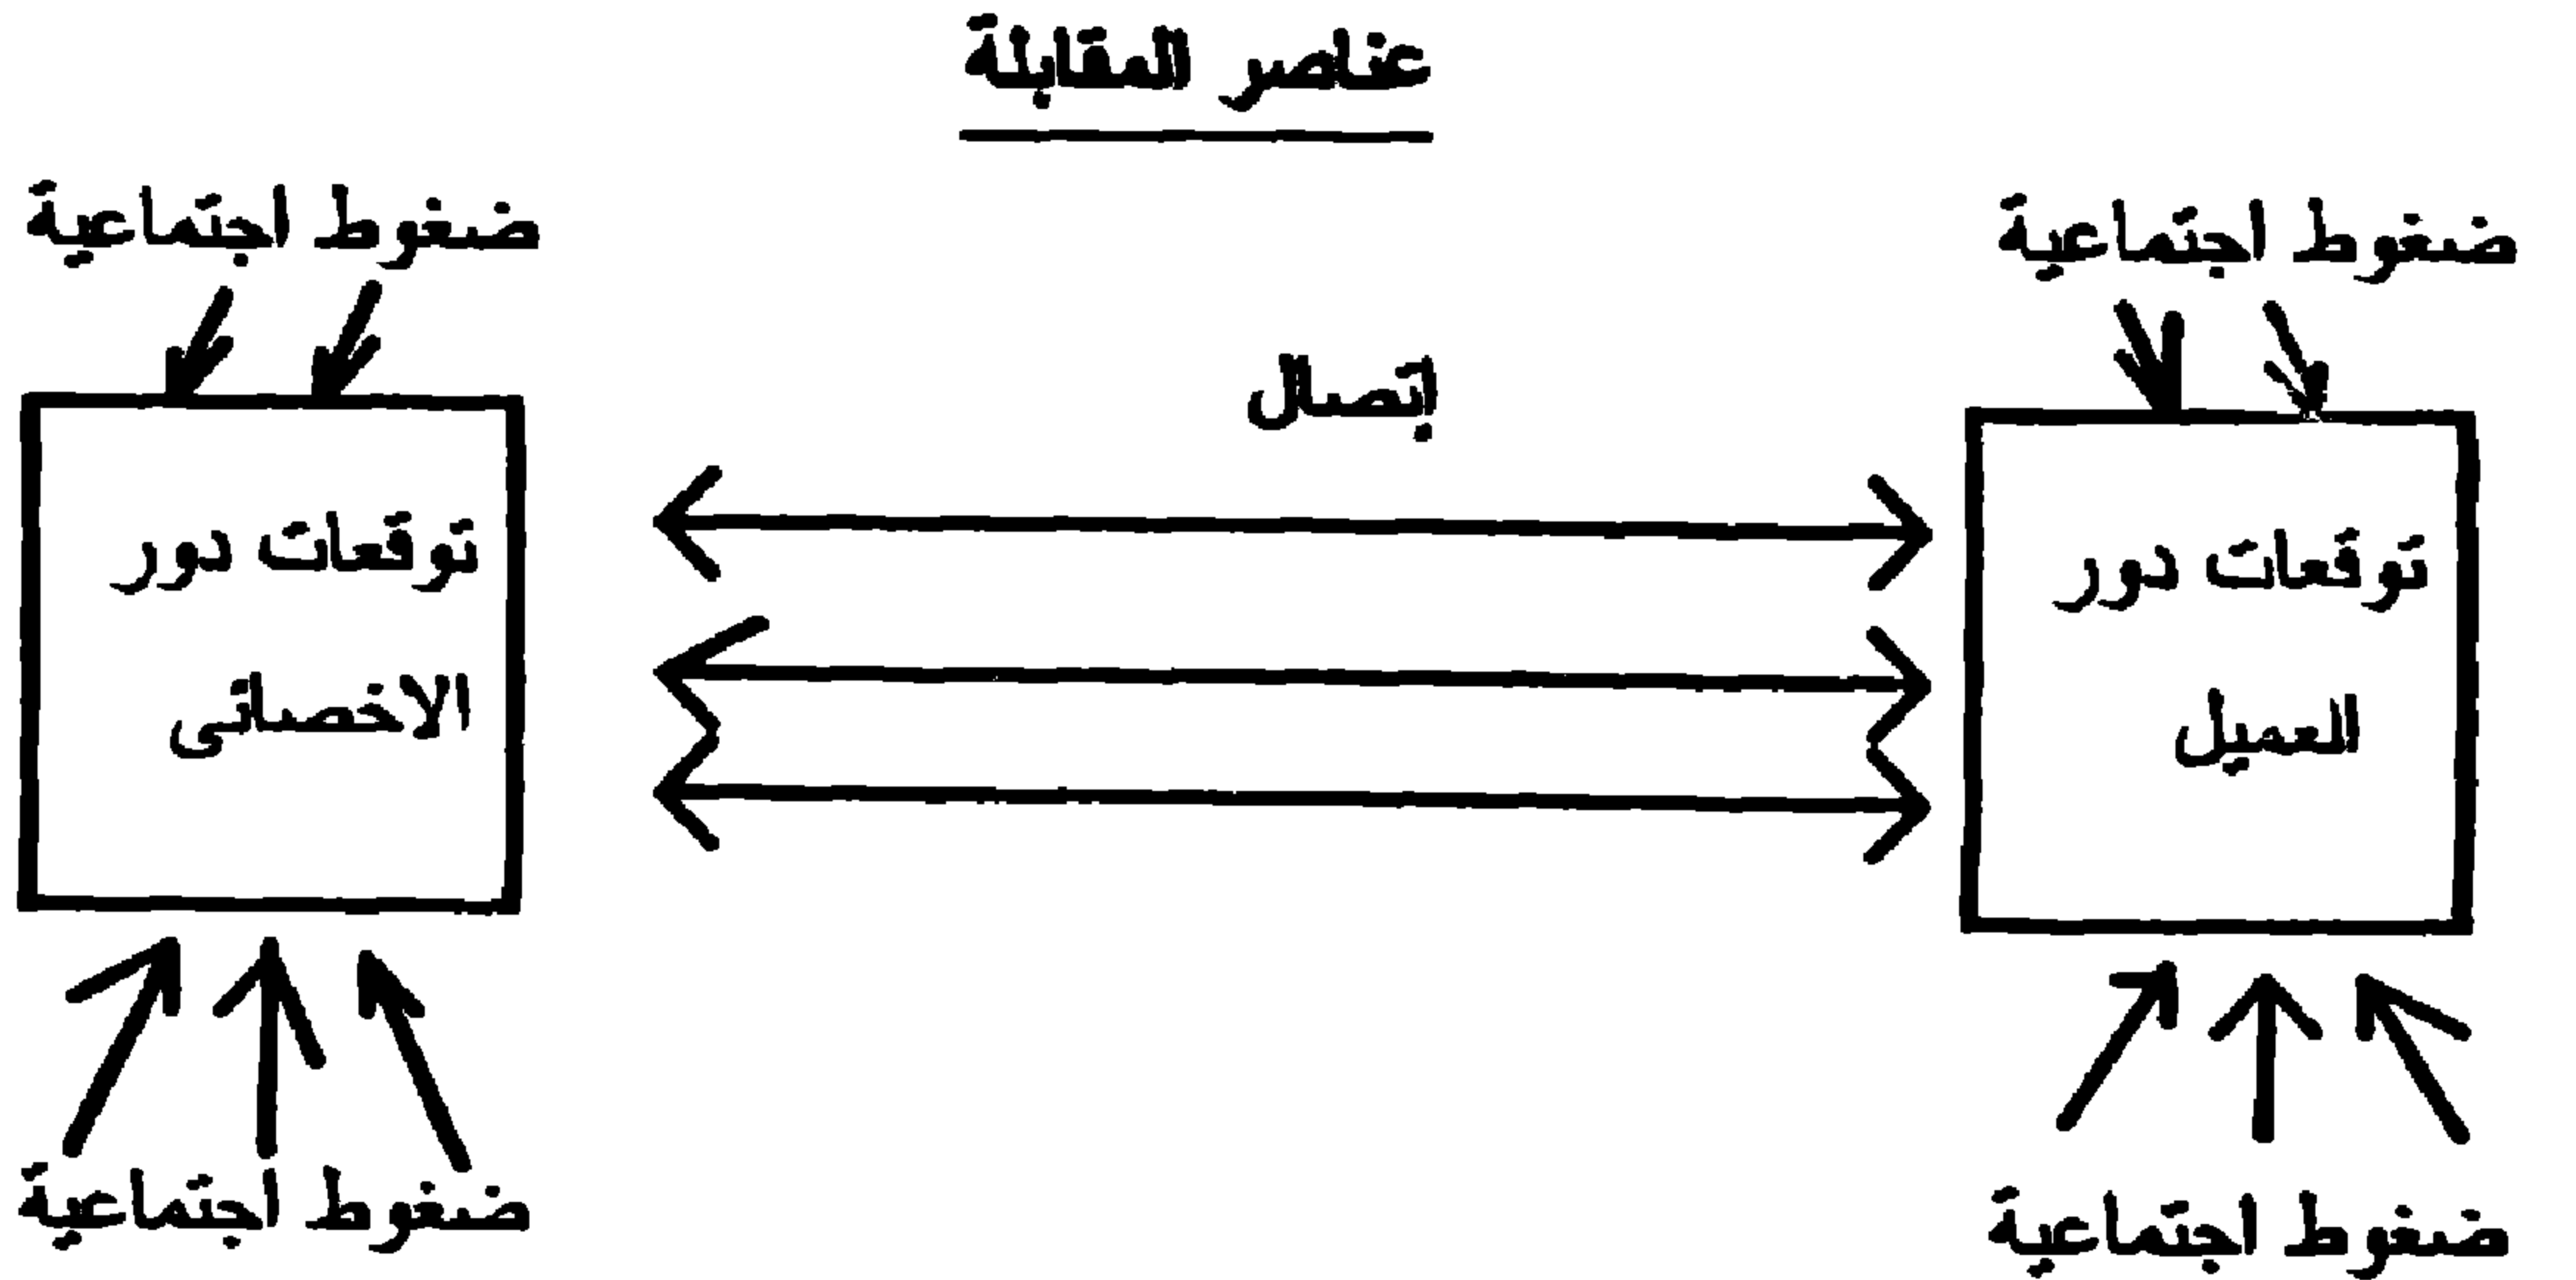 عناصر المقابلة
ضغوط اجتماعية
ضغوط اجتماعية
إتصال
توقعات دور
العميل
توقعات دور
الاخصائى
ضغوط اجتماعية
ضغوط اجتماعية